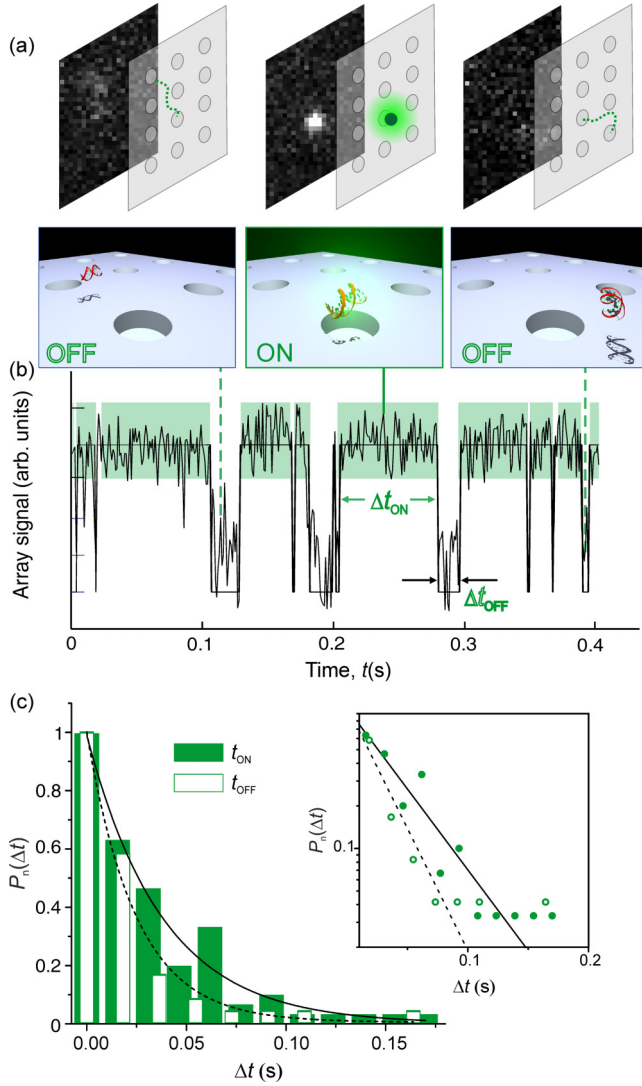 (a)
OFF
ON
OFF
(b)
Array signal (arb. units)
Δt_ON
Δt_OFF
0
0.1
0.2
0.3
0.4
Time, t(s)
(c)
P_n(Δt)
1
0.8
0.6
0.4
0.2
0
0.00
0.05
0.10
0.15
Δt (s)
t_ON
t_OFF
P_n(Δt)
0.1
0.1
0.2
Δt (s)